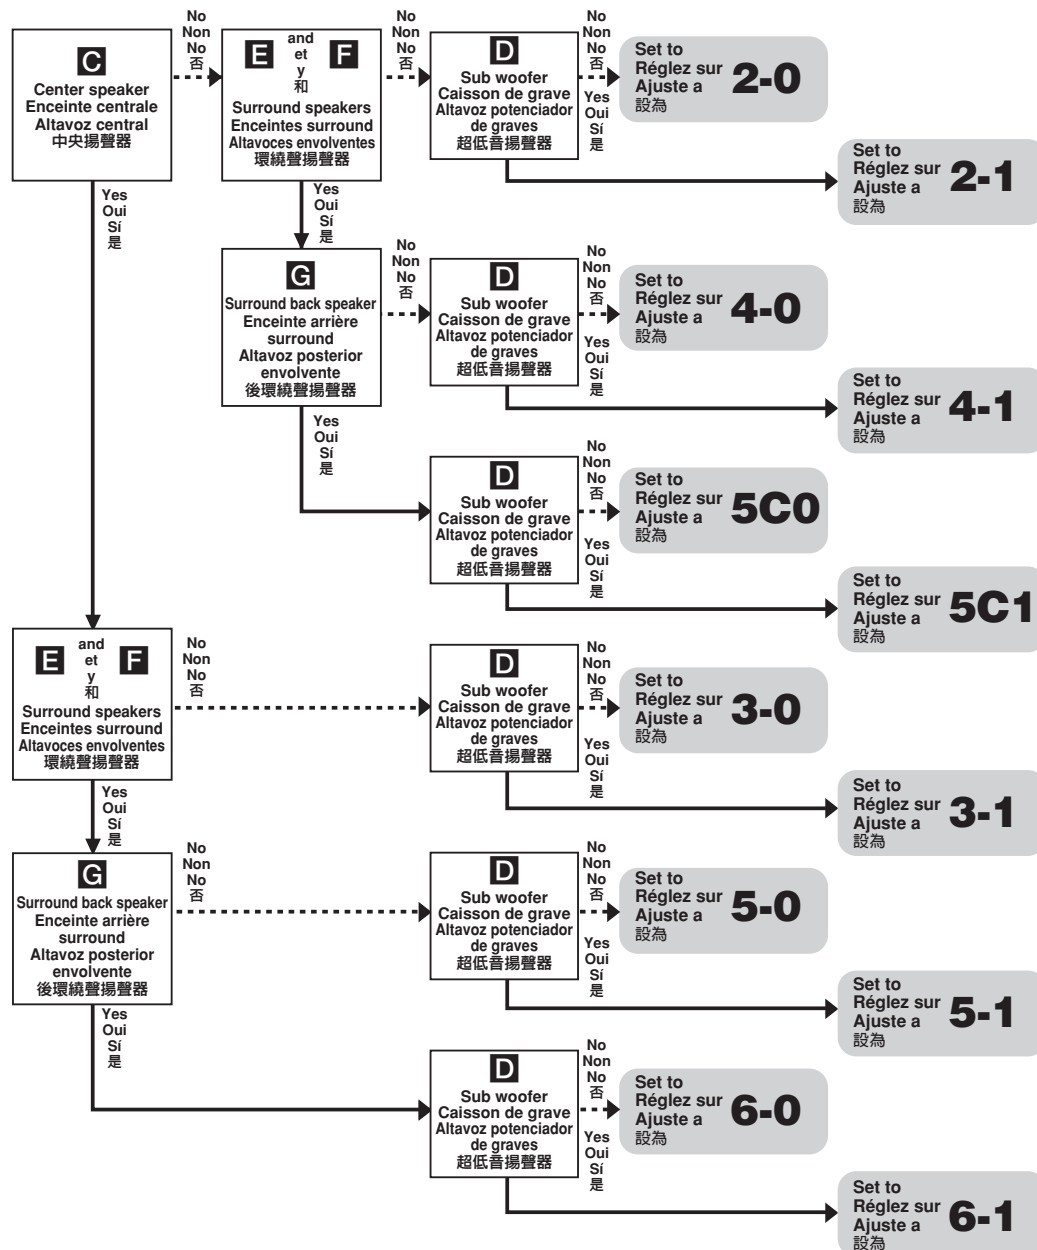 C
Center speaker
Enceinte centrale
Altavoz central
中央揚聲器
No
Non
No
否
E and F
et
y
和
Surround speakers
Enceintes surround
Altavoces envolventes
環繞聲揚聲器
No
Non
No
否
D
Sub woofer
Caisson de grave
Altavoz potenciador
de graves
超低音揚聲器
No
Non
No
否
Set to
Réglez sur
Ajuste a
設為
2-0
Yes
Oui
Sí
是
Set to
Réglez sur
Ajuste a
設為
2-1
Yes
Oui
Sí
是
Yes
Oui
Sí
是
G
Surround back speaker
Enceinte arrière
surround
Altavoz posterior
envolvente
後環繞聲揚聲器
No
Non
No
否
D
Sub woofer
Caisson de grave
Altavoz potenciador
de graves
超低音揚聲器
No
Non
No
否
Set to
Réglez sur
Ajuste a
設為
4-0
Yes
Oui
Sí
是
Set to
Réglez sur
Ajuste a
設為
4-1
Yes
Oui
Sí
是
D
Sub woofer
Caisson de grave
Altavoz potenciador
de graves
超低音揚聲器
No
Non
No
否
Set to
Réglez sur
Ajuste a
設為
5C0
Yes
Oui
Sí
是
Set to
Réglez sur
Ajuste a
設為
5C1
E and F
et
y
和
Surround speakers
Enceintes surround
Altavoces envolventes
環繞聲揚聲器
No
Non
No
否
D
Sub woofer
Caisson de grave
Altavoz potenciador
de graves
超低音揚聲器
No
Non
No
否
Set to
Réglez sur
Ajuste a
設為
3-0
Yes
Oui
Sí
是
Set to
Réglez sur
Ajuste a
設為
3-1
Yes
Oui
Sí
是
G
Surround back speaker
Enceinte arrière
surround
Altavoz posterior
envolvente
後環繞聲揚聲器
No
Non
No
否
D
Sub woofer
Caisson de grave
Altavoz potenciador
de graves
超低音揚聲器
No
Non
No
否
Set to
Réglez sur
Ajuste a
設為
5-0
Yes
Oui
Sí
是
Set to
Réglez sur
Ajuste a
設為
5-1
Yes
Oui
Sí
是
D
Sub woofer
Caisson de grave
Altavoz potenciador
de graves
超低音揚聲器
No
Non
No
否
Set to
Réglez sur
Ajuste a
設為
6-0
Yes
Oui
Sí
是
Set to
Réglez sur
Ajuste a
設為
6-1